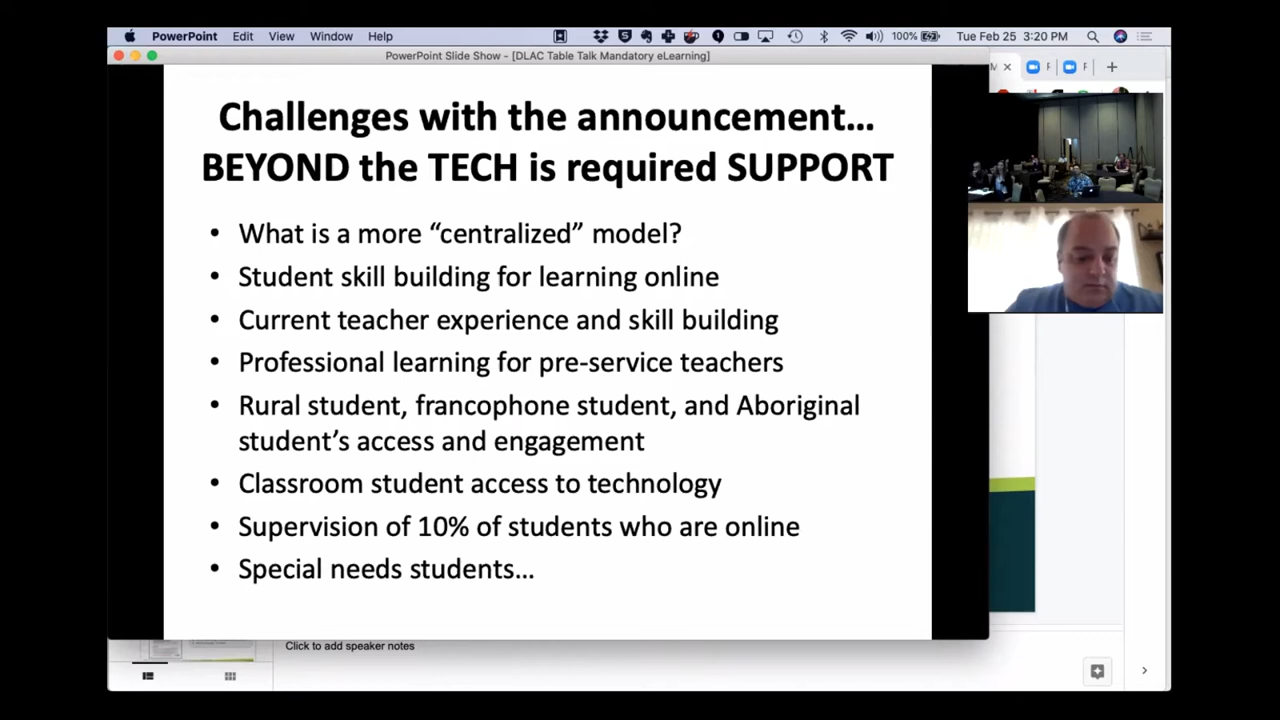 PowerPoint Edit View Window Help 100% Tue Feb 25 3:20 PM
PowerPoint Slide Show - [DLAC Table Talk Mandatory eLearning]
Challenges with the announcement…
BEYOND the TECH is required SUPPORT
• What is a more “centralized” model?
• Student skill building for learning online
• Current teacher experience and skill building
• Professional learning for pre-service teachers
• Rural student, francophone student, and Aboriginal
student’s access and engagement
• Classroom student access to technology
• Supervision of 10% of students who are online
• Special needs students…
Click to add speaker notes